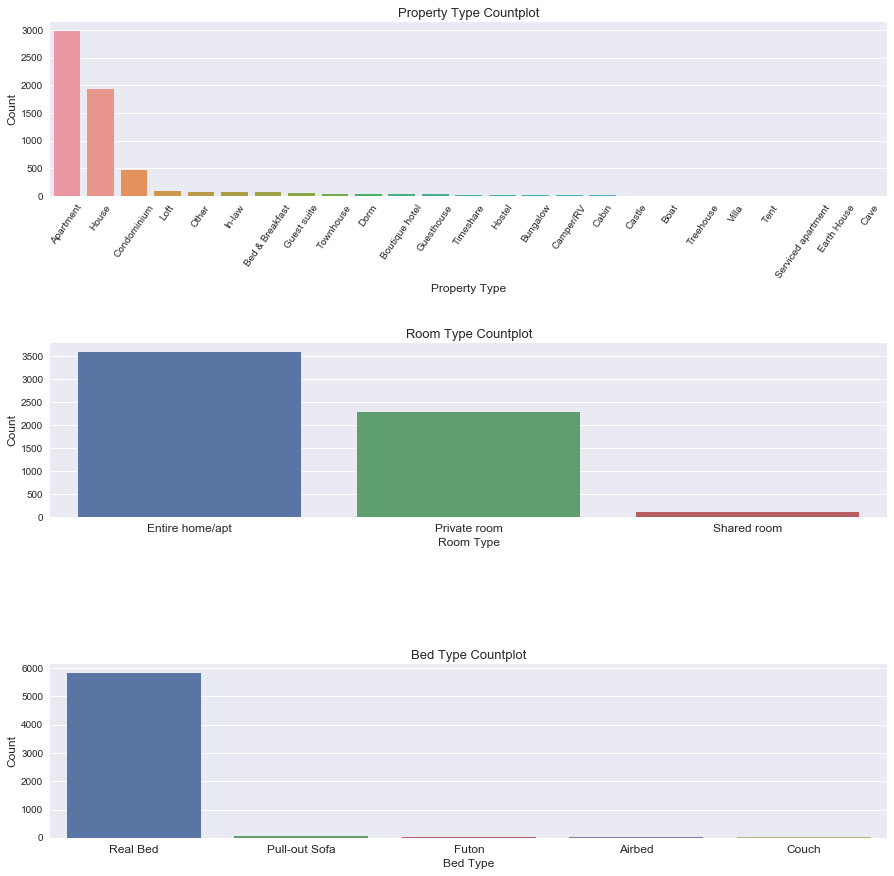 Property Type Countplot
Count
3000
2500
2000
1500
1000
500
0
Apartment
House
Condominium
Loft
Other
In-law
Bed & Breakfast
Guest suite
Townhouse
Dorm
Boutique hotel
Guesthouse
Timeshare
Hostel
Bungalow
Camper/RV
Cabin
Castle
Boat
Treehouse
Villa
Tent
Serviced apartment
Earth House
Cave
Property Type
Room Type Countplot
Count
3500
3000
2500
2000
1500
1000
500
0
Entire home/apt
Private room
Shared room
Room Type
Bed Type Countplot
Count
6000
5000
4000
3000
2000
1000
0
Real Bed
Pull-out Sofa
Futon
Airbed
Couch
Bed Type